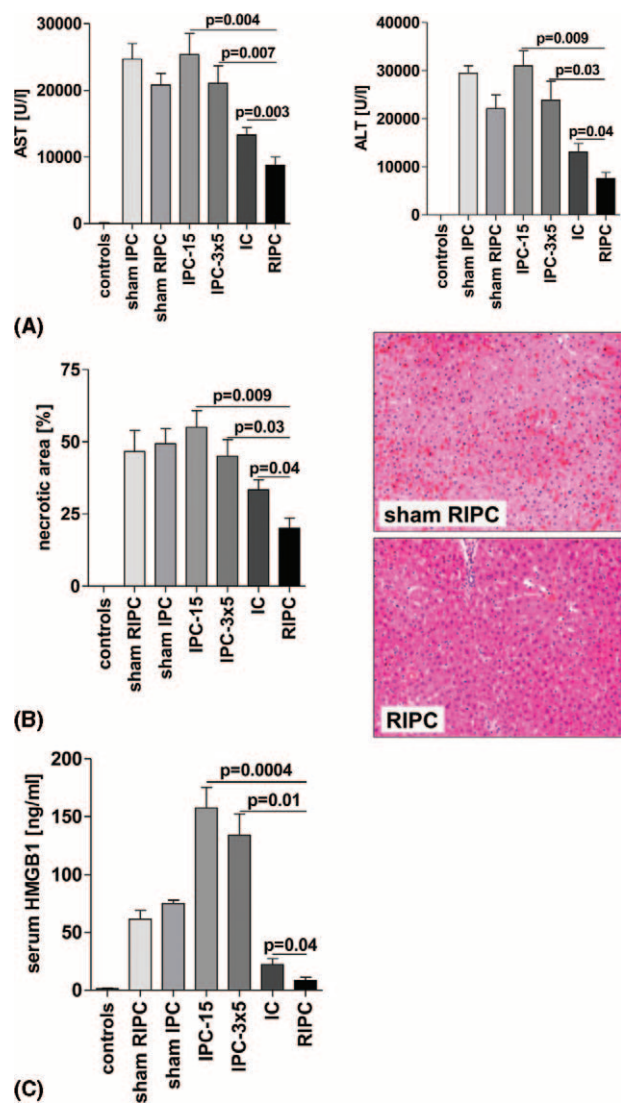 AST [U/l]
30000
20000
10000
0
p=0.004
p=0.007
p=0.003
controls
sham IPC
sham RIPC
IPC-15
IPC-3x5
IC
RIPC
ALT [U/l]
40000
30000
20000
10000
0
p=0.009
p=0.03
p=0.04
controls
sham IPC
sham RIPC
IPC-15
IPC-3x5
IC
RIPC
(A)
necrotic area [%]
75
50
25
0
p=0.009
p=0.03
p=0.04
controls
sham RIPC
sham IPC
IPC-15
IPC-3x5
IC
RIPC
sham RIPC
RIPC
(B)
serum HMGB1 [ng/ml]
200
150
100
50
0
p=0.0004
p=0.01
p=0.04
controls
sham RIPC
sham IPC
IPC-15
IPC-3x5
IC
RIPC
(C)